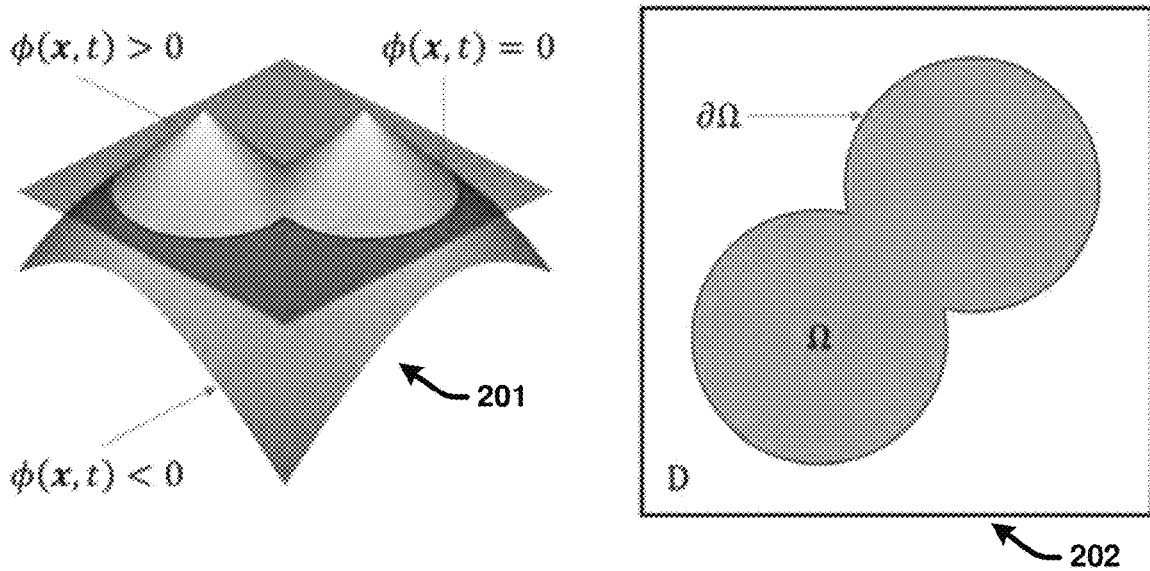 ϕ(x, t) > 0
ϕ(x, t) = 0
ϕ(x, t) < 0
201
∂Ω
Ω
D
202